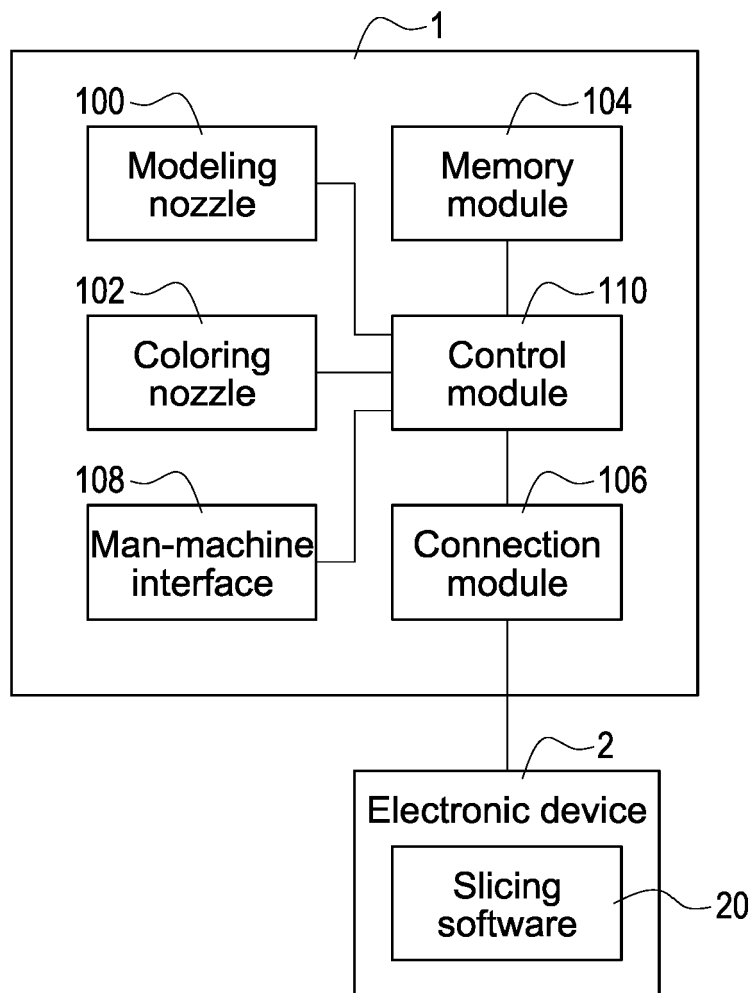 1
100
104
Modeling
nozzle
Memory
module
102
110
Coloring
nozzle
Control
module
108
106
Man-machine
interface
Connection
module
2
Electronic device
Slicing
software
20